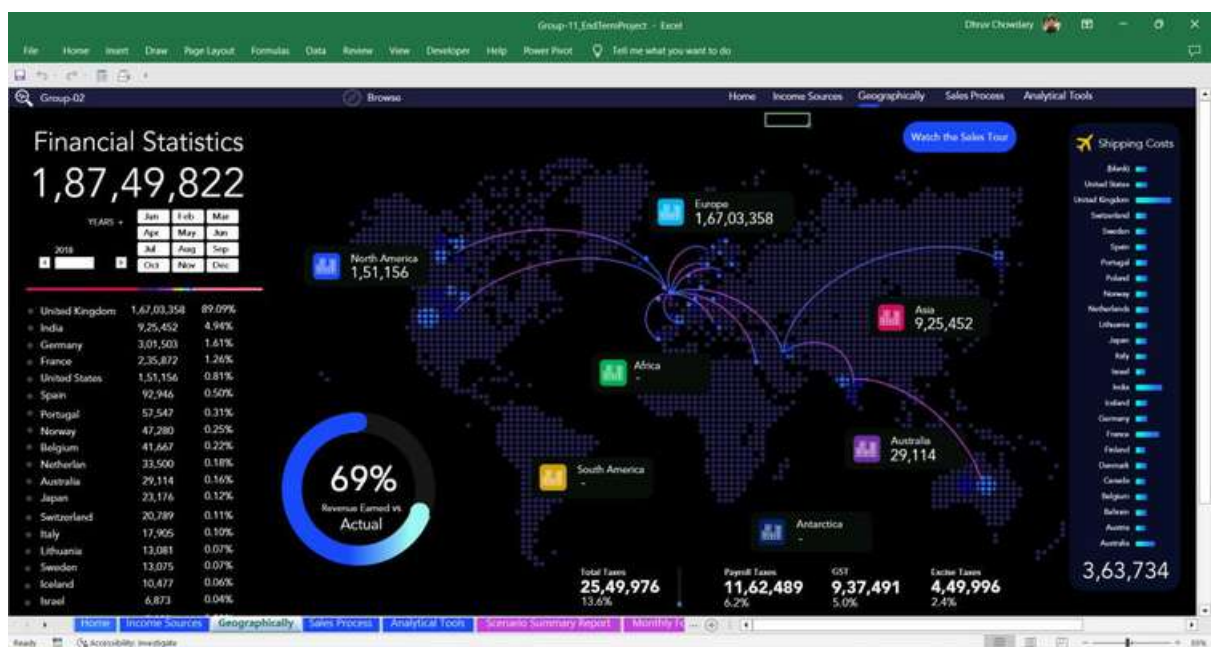 Group-11_EndTermProject - Excel
Dhruv Chowdary
File Home Insert Draw Page Layout Formulas Data Review View Developer Help Power Pivot Tell me what you want to do
Group-02
Browse
Home Income Sources Geographically Sales Process Analytical Tools
Financial Statistics
1,87,49,822
YEARS
Jan Feb Mar
Apr May Jun
Jul Aug Sep
Oct Nov Dec
2018
United Kingdom 1,67,03,358 89.09%
India 9,25,452 4.94%
Germany 3,01,503 1.61%
France 2,35,872 1.26%
United States 1,51,156 0.81%
Spain 92,946 0.50%
Portugal 57,547 0.31%
Norway 47,280 0.25%
Belgium 41,667 0.22%
Netherlan 33,500 0.18%
Australia 29,114 0.16%
Japan 23,176 0.12%
Switzerland 20,789 0.11%
Italy 17,905 0.10%
Lithuania 13,081 0.07%
Sweden 13,075 0.07%
Iceland 10,477 0.06%
Israel 6,873 0.04%
Watch the Sales Tour
Europe
1,67,03,358
North America
1,51,156
Asia
9,25,452
Africa
-
Australia
29,114
South America
-
Antarctica
-
69%
Revenue Earned vs
Actual
Total Taxes
25,49,976
13.6%
Payroll Taxes
11,62,489
6.2%
GST
9,37,491
5.0%
Excise Taxes
4,49,996
2.4%
Shipping Costs
(blank)
United States
United Kingdom
Switzerland
Sweden
Spain
Portugal
Poland
Norway
Netherlands
Lithuania
Japan
Italy
Israel
India
Iceland
Germany
France
Finland
Denmark
Canada
Belgium
Bahrain
Austria
Australia
3,63,734
Home Income Sources Geographically Sales Process Analytical Tools Scenario Summary Report Monthly Fe
Ready Accessibility: Investigate